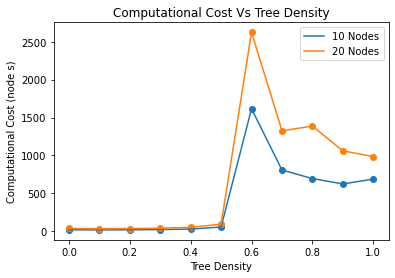 Computational Cost Vs Tree Density
10 Nodes
20 Nodes
2500
2000
1500
1000
500
0
Computational Cost (node s)
0.0 0.2 0.4 0.6 0.8 1.0
Tree Density